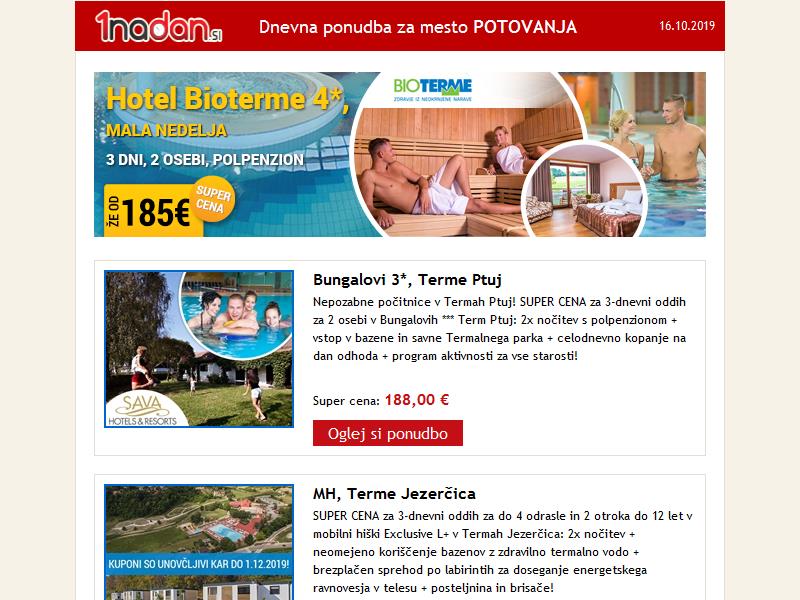 1nadan.si
Dnevna ponudba za mesto POTOVANJA
16.10.2019
Hotel Bioterme 4*,
MALA NEDELJA
3 DNI, 2 OSEBI, POLPENZION
ŽE OD 185€
SUPER CENA
BIOTERME
ZDRAVJE IZ NEOKRNJENE NARAVE
Bungalovi 3*, Terme Ptuj
Nepozabne počitnice v Termah Ptuj! SUPER CENA za 3-dnevni oddih
za 2 osebi v Bungalovih *** Term Ptuj: 2x nočitev s polpenzionom +
vstop v bazene in savne Termalnega parka + celodnevno kopanje na
dan odhoda + program aktivnosti za vse starosti!
Super cena: 188,00 €
Oglej si ponudbo
SAVA
HOTELS & RESORTS
MH, Terme Jezerčica
SUPER CENA za 3-dnevni oddih za do 4 odrasle in 2 otroka do 12 let v
mobilni hiški Exclusive L+ v Termah Jezerčica: 2x nočitev +
neomejeno koriščenje bazenov z zdravilno termalno vodo +
brezplačen sprehod po labirintih za doseganje energetskega
ravnovesja v telesu + posteljnina in brisače!
KUPONI SO UNOVČLJIVI KAR DO 1.12.2019!